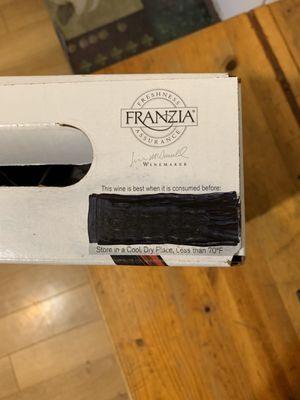 FRESHNESS
FRANZIA®
ASSURANCE
WINEMAKER
This wine is best when it is consumed before:
Store in a Cool, Dry Place, Less than 70°F